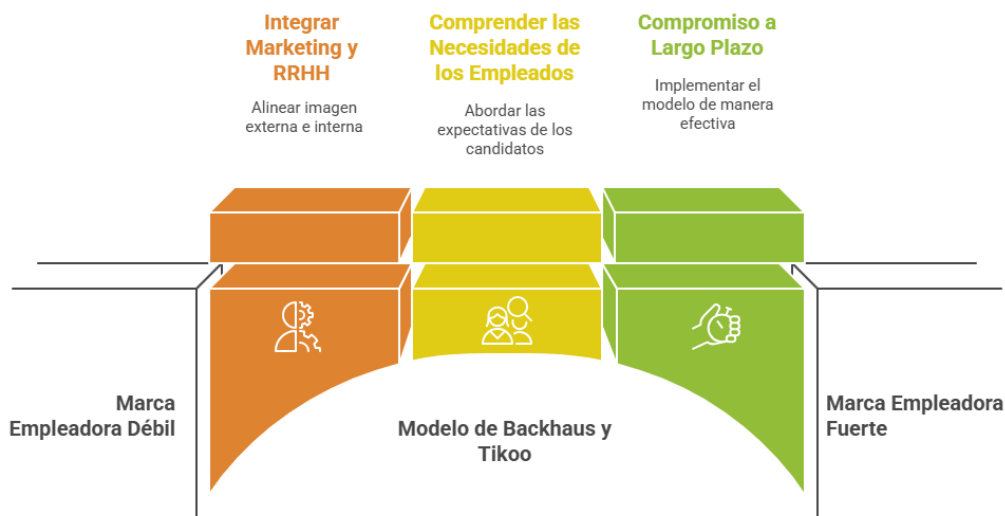 Integrar
Marketing y
RRHH
Alinear imagen
externa e interna
Comprender las
Necesidades de
los Empleados
Abordar las
expectativas de los
candidatos
Compromiso a
Largo Plazo
Implementar el
modelo de manera
efectiva
Marca
Empleadora Débil
Modelo de Backhaus y
Tikoo
Marca Empleadora
Fuerte